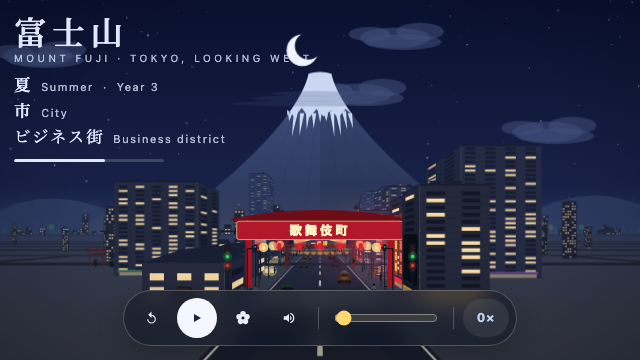 富士山
MOUNT FUJI · TOKYO, LOOKING WEST
夏 Summer · Year 3
市 City
ビジネス街 Business district
歌舞伎町
0×